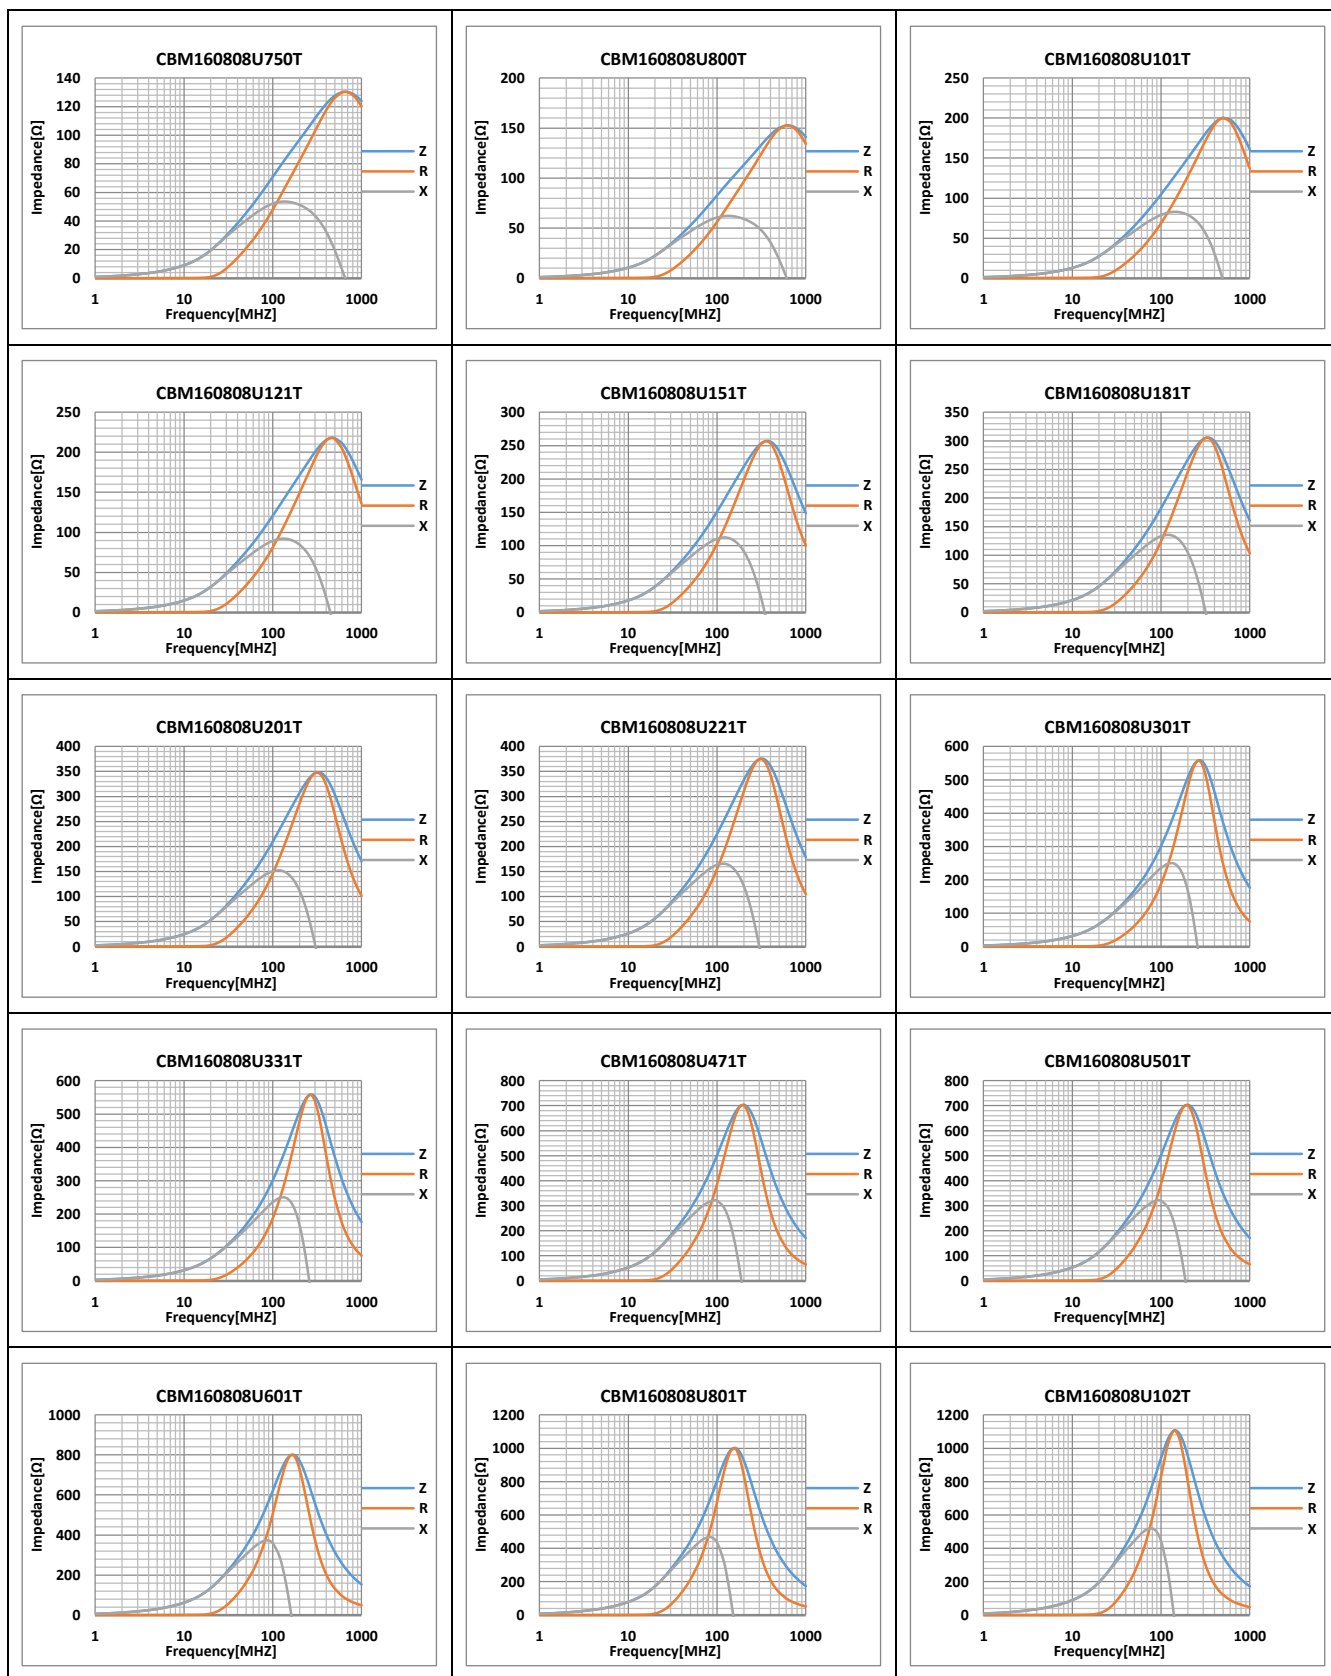 CBM160808U750T
140
120
100
80
60
40
20
0
Impedance[Ω]
1 10 100 1000
Frequency[MHZ]
Z
R
X
CBM160808U800T
200
150
100
50
0
Impedance[Ω]
1 10 100 1000
Frequency[MHZ]
Z
R
X
CBM160808U101T
250
200
150
100
50
0
Impedance[Ω]
1 10 100 1000
Frequency[MHZ]
Z
R
X
CBM160808U121T
250
200
150
100
50
0
Impedance[Ω]
1 10 100 1000
Frequency[MHZ]
Z
R
X
CBM160808U151T
300
250
200
150
100
50
0
Impedance[Ω]
1 10 100 1000
Frequency[MHZ]
Z
R
X
CBM160808U181T
350
300
250
200
150
100
50
0
Impedance[Ω]
1 10 100 1000
Frequency[MHZ]
Z
R
X
CBM160808U201T
400
350
300
250
200
150
100
50
0
Impedance[Ω]
1 10 100 1000
Frequency[MHZ]
Z
R
X
CBM160808U221T
400
350
300
250
200
150
100
50
0
Impedance[Ω]
1 10 100 1000
Frequency[MHZ]
Z
R
X
CBM160808U301T
600
500
400
300
200
100
0
Impedance[Ω]
1 10 100 1000
Frequency[MHZ]
Z
R
X
CBM160808U331T
600
500
400
300
200
100
0
Impedance[Ω]
1 10 100 1000
Frequency[MHZ]
Z
R
X
CBM160808U471T
800
700
600
500
400
300
200
100
0
Impedance[Ω]
1 10 100 1000
Frequency[MHZ]
Z
R
X
CBM160808U501T
800
700
600
500
400
300
200
100
0
Impedance[Ω]
1 10 100 1000
Frequency[MHZ]
Z
R
X
CBM160808U601T
1000
800
600
400
200
0
Impedance[Ω]
1 10 100 1000
Frequency[MHZ]
Z
R
X
CBM160808U801T
1200
1000
800
600
400
200
0
Impedance[Ω]
1 10 100 1000
Frequency[MHZ]
Z
R
X
CBM160808U102T
1200
1000
800
600
400
200
0
Impedance[Ω]
1 10 100 1000
Frequency[MHZ]
Z
R
X